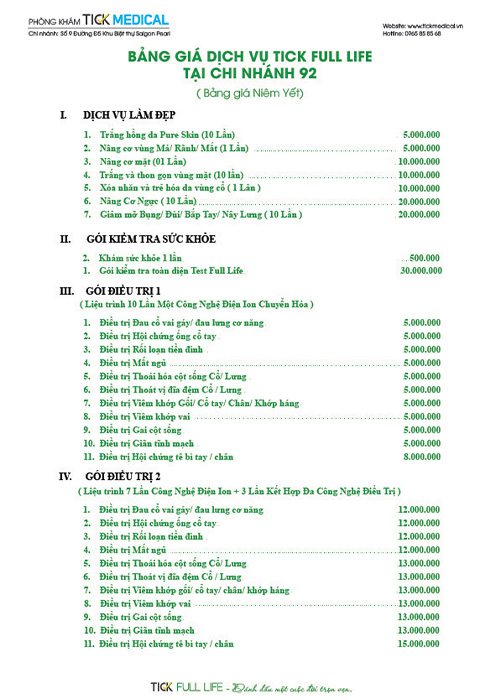 PHÒNG KHÁM TICK MEDICAL
Chi nhánh: Số 9 Đường Đỗ Khu Biệt thự Saigon Pearl
Website: www.tickmedical.vn
Hotline: 0965 85 85 68
BẢNG GIÁ DỊCH VỤ TICK FULL LIFE
TẠI CHI NHÁNH 92
( Bảng giá Niêm Yết)
I. DỊCH VỤ LÀM ĐẸP
1. Trắng hồng da Pure Skin (10 Lần) 5.000.000
2. Nâng cơ vùng Má/ Rãnh/ Mắt (1 Lần) 5.000.000
3. Nâng cơ mặt (01 Lần) 10.000.000
4. Trắng và thon gọn vùng mặt (10 lần) 10.000.000
5. Xóa nhăn và trẻ hóa da vùng cổ ( 1 Lần ) 10.000.000
6. Nâng Cơ Ngực ( 10 Lần) 20.000.000
7. Giảm mỡ Bụng/ Đùi/ Bắp Tay/ Nây Lưng ( 10 Lần ) 20.000.000
II. GÓI KIỂM TRA SỨC KHỎE
2. Khám sức khỏe 1 lần 500.000
1. Gói kiểm tra toàn diện Test Full Life 30.000.000
III. GÓI ĐIỀU TRỊ 1
( Liệu trình 10 Lần Một Công Nghệ Điện Ion Chuyển Hóa )
1. Điều trị Đau cổ vai gáy/ đau lưng cơ năng 5.000.000
2. Điều trị Hội chứng ống cổ tay 5.000.000
3. Điều trị Rối loạn tiền đình 5.000.000
4. Điều trị Mất ngủ 5.000.000
5. Điều trị Thoái hóa cột sống Cổ/ Lưng 5.000.000
6. Điều trị Thoát vị đĩa đệm Cổ / Lưng 5.000.000
7. Điều trị Viêm khớp Gối/ Cổ tay/ Chân/ Khớp háng 5.000.000
8. Điều trị Viêm khớp vai 5.000.000
9. Điều trị Gai cột sống 5.000.000
10. Điều trị Giãn tĩnh mạch 5.000.000
11. Điều trị Hội chứng tê bì tay / chân 8.000.000
IV. GÓI ĐIỀU TRỊ 2
( Liệu trình 7 Lần Công Nghệ Điện Ion + 3 Lần Kết Hợp Đa Công Nghệ Điều Trị )
1. Điều trị Đau cổ vai gáy/ đau lưng cơ năng 12.000.000
2. Điều trị Hội chứng ống cổ tay 12.000.000
3. Điều trị Rối loạn tiền đình 12.000.000
4. Điều trị Mất ngủ 12.000.000
5. Điều trị Thoái hóa cột sống Cổ/ Lưng 13.000.000
6. Điều trị Thoát vị đĩa đệm Cổ / Lưng 13.000.000
7. Điều trị Viêm khớp gối/ cổ tay/ chân/ khớp háng 13.000.000
8. Điều trị Viêm khớp vai 13.000.000
9. Điều trị Gai cột sống 13.000.000
10. Điều trị Giãn tĩnh mạch 13.000.000
11. Điều trị Hội chứng tê bì tay / chân 15.000.000
TICK FULL LIFE - Đánh dấu một cuộc đời trọn vẹn.